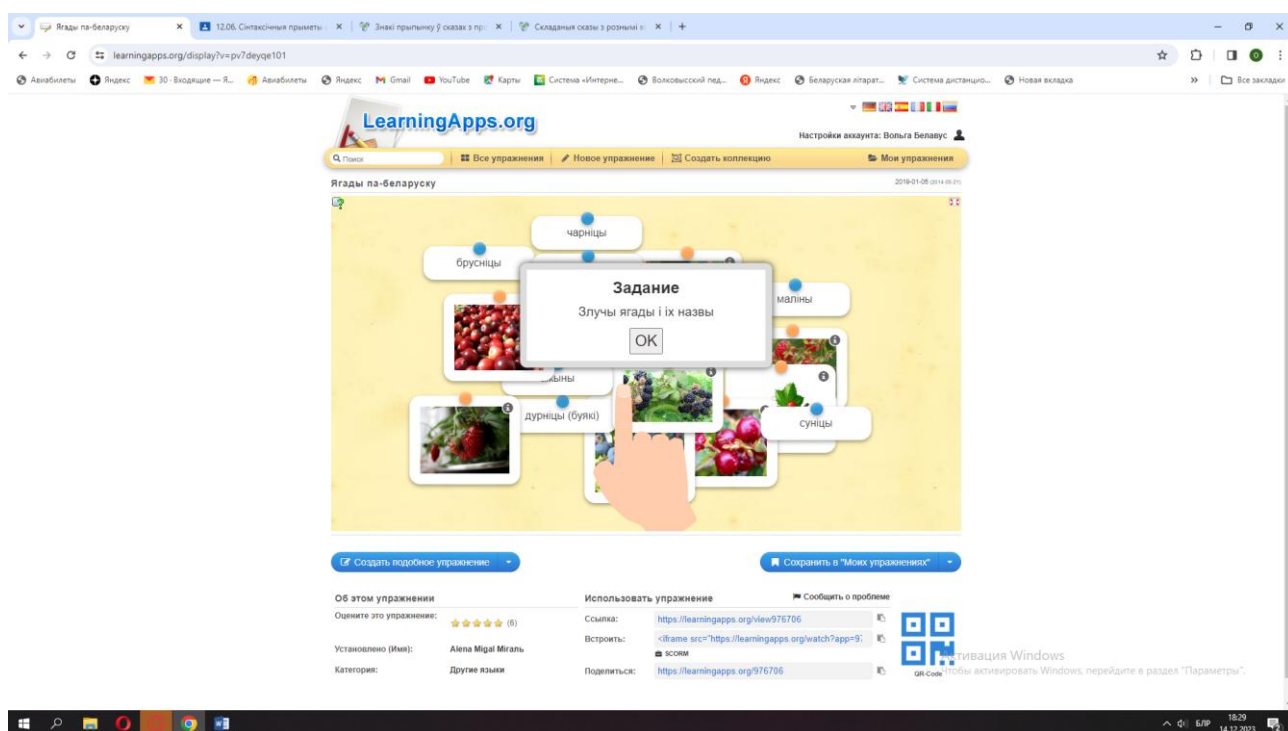 Ягады па-беларуску
12.06. Сінтаксічныя прыметы
Знакі прыпынку ў сказах з пр
Складаныя сказы з рознымі в
learningapps.org/display?v=pv7deyqe101
Авиабилеты
Яндекс
30 · Входящие — Я...
Авиабилеты
Яндекс
Gmail
YouTube
Карты
Система «Интерне...
Волковысский пед...
Яндекс
Беларуская літарат...
Система дистанцио...
Новая вкладка
Все закладки
LearningApps.org
Настройки аккаунта: Вольга Белавус
Поиск
Все упражнения
Новое упражнение
Создать коллекцию
Мои упражнения
Ягады па-беларуску
чарніцы
брусніцы
маліны
Задание
Злучы ягады і іх назвы
OK
дурніцы (буякі)
суніцы
Создать подобное упражнение
Сохранить в "Моих упражнениях"
Об этом упражнении
Оцените это упражнение:
(6)
Установлено (Имя):
Alena Migal Мігаль
Категория:
Другие языки
Использовать упражнение
Сообщить о проблеме
Ссылка:
https://learningapps.org/view976706
Встроить:
<iframe src="https://learningapps.org/watch?app=97
SCORM
Поделиться:
https://learningapps.org/976706
QR-Code
Активация Windows
Чтобы активировать Windows, перейдите в раздел "Параметры".
БЛР
18:29
14.12.2023